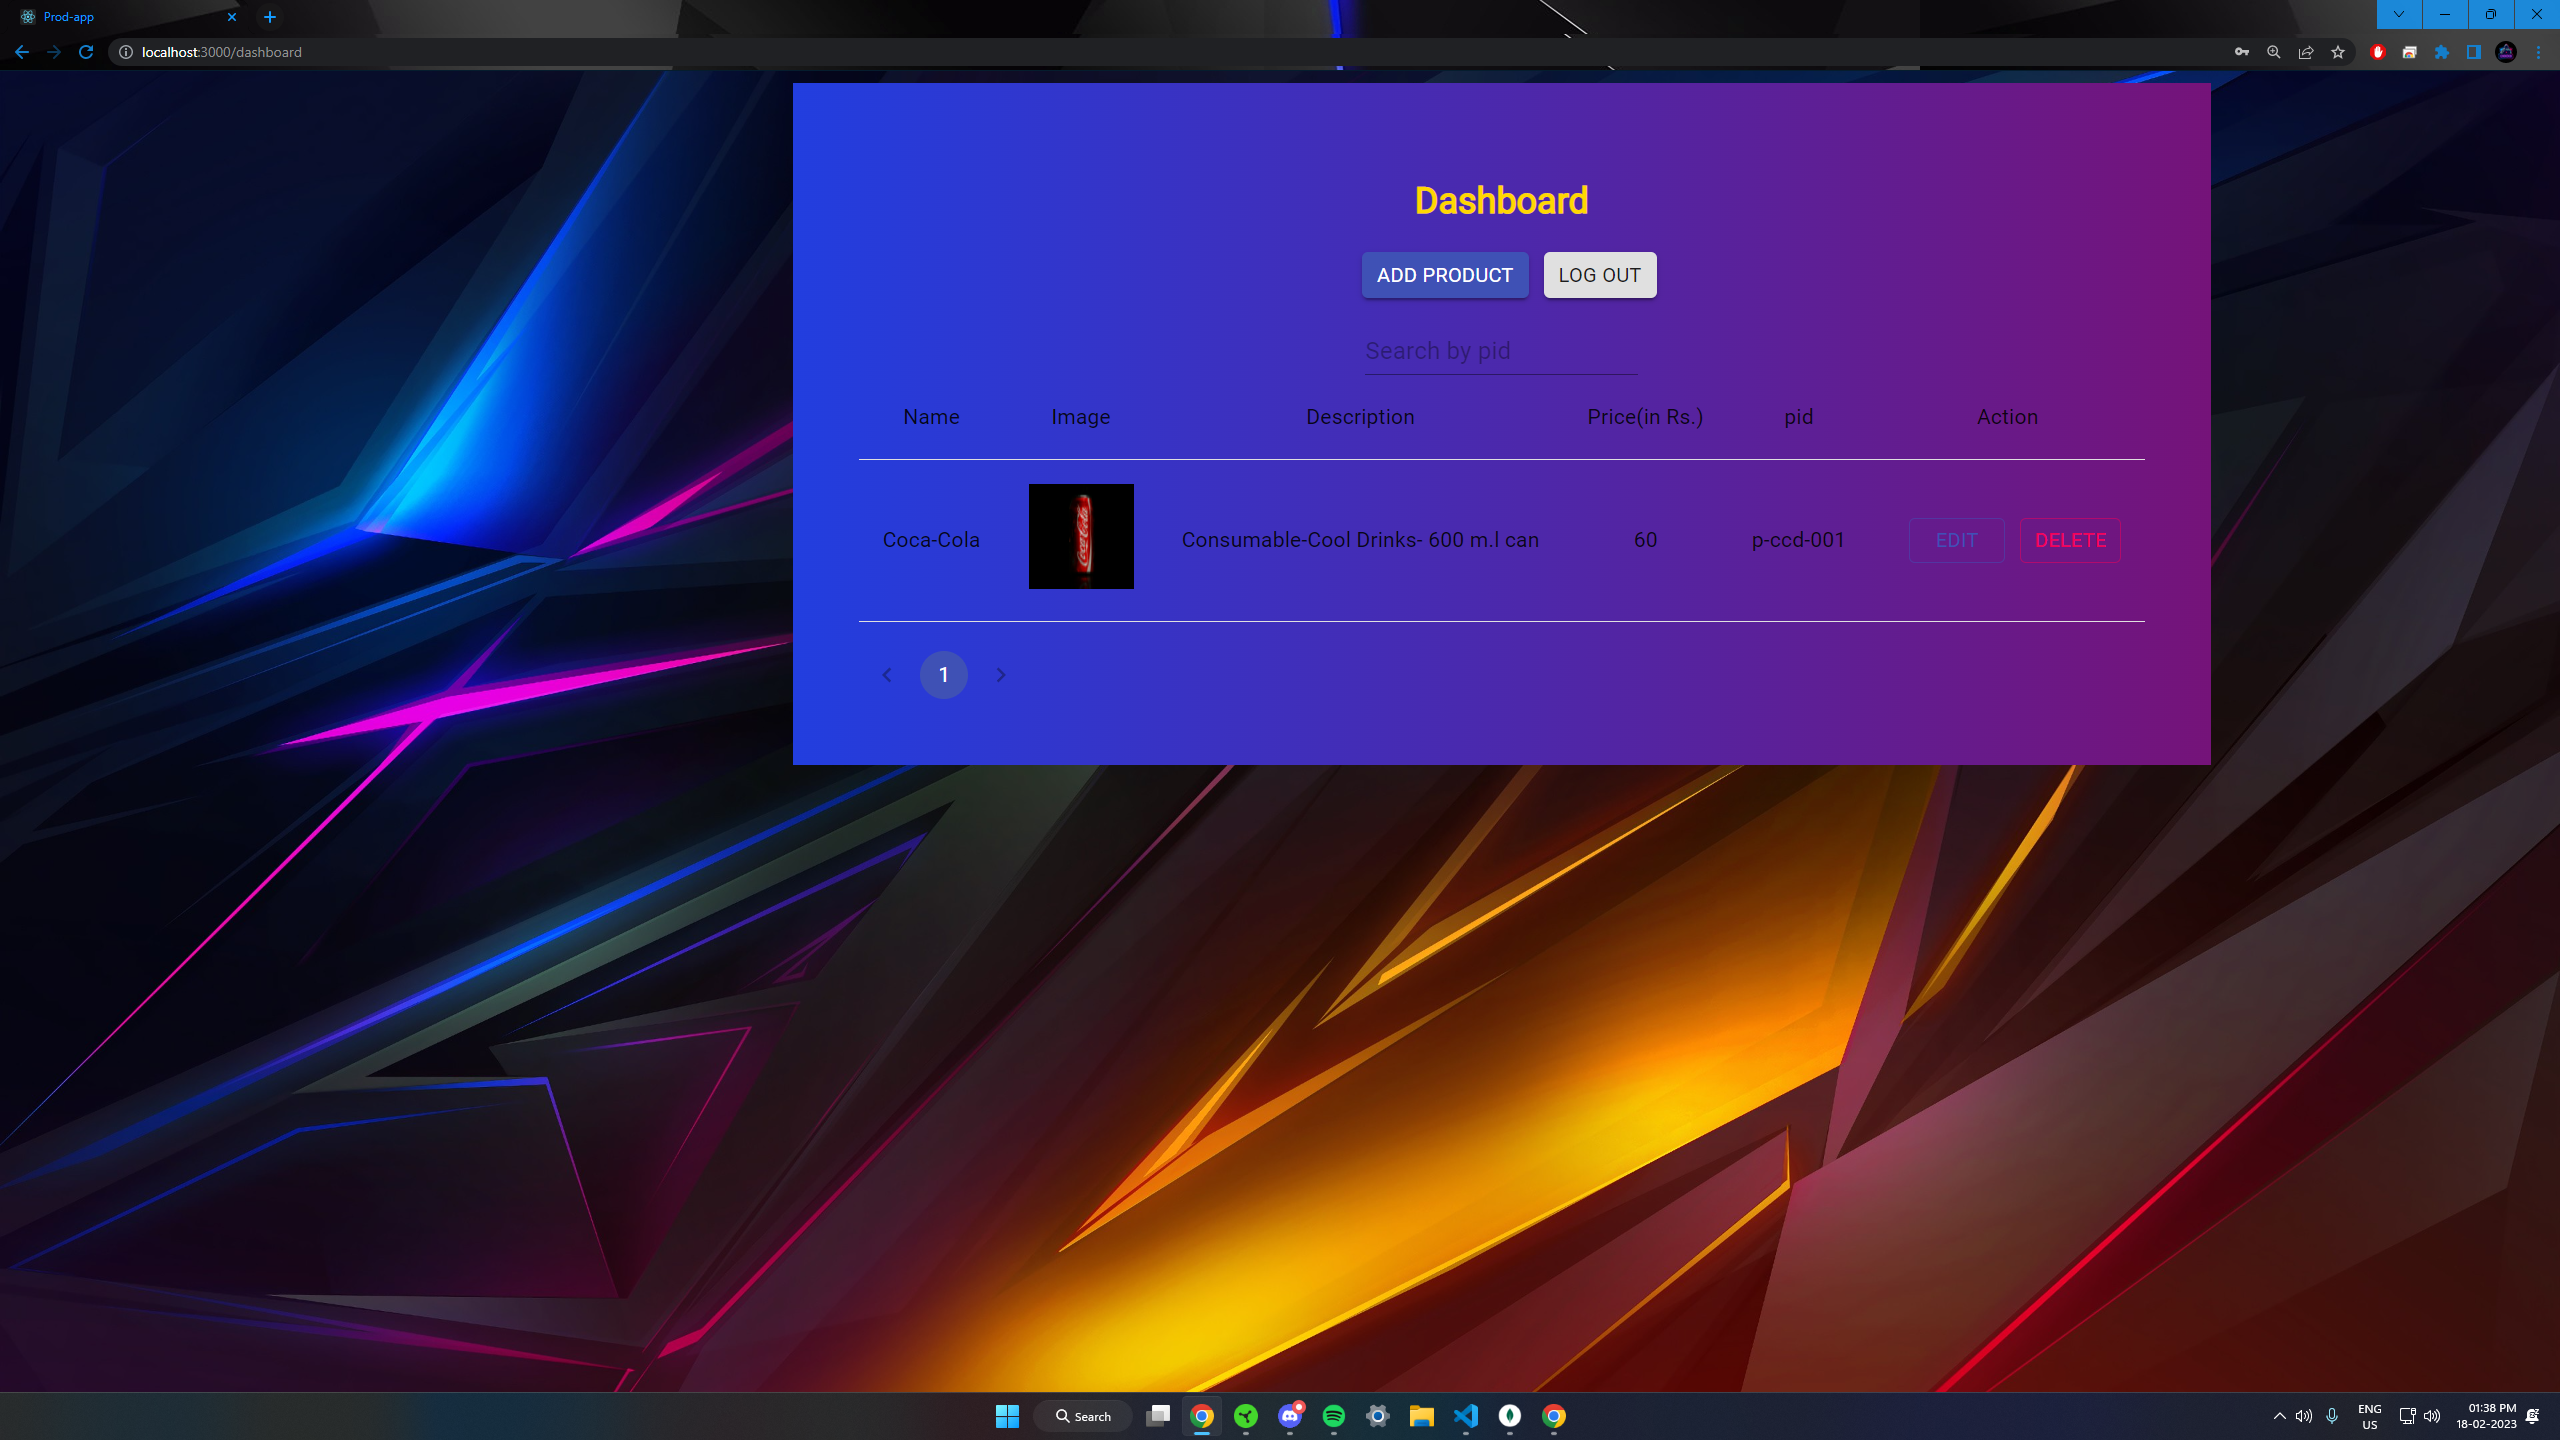 Prod-app
localhost:3000/dashboard
Dashboard
ADD PRODUCT LOG OUT
Search by pid
Name Image Description Price(in Rs.) pid Action
Coca-Cola Coca-Cola Consumable-Cool Drinks- 600 m.l can 60 p-ccd-001 EDIT DELETE
1
Search
ENG
US
01:38 PM
18-02-2023